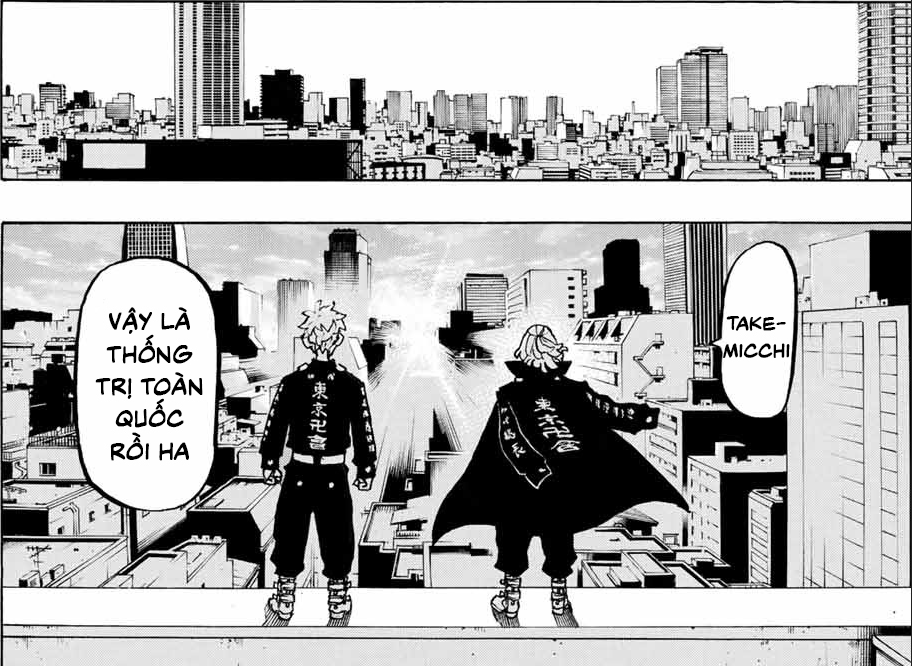 TAKE-
MICCHI
VẬY LÀ
THỐNG
TRỊ TOÀN
QUỐC
RỒI HA
東京卍會
東京卍會